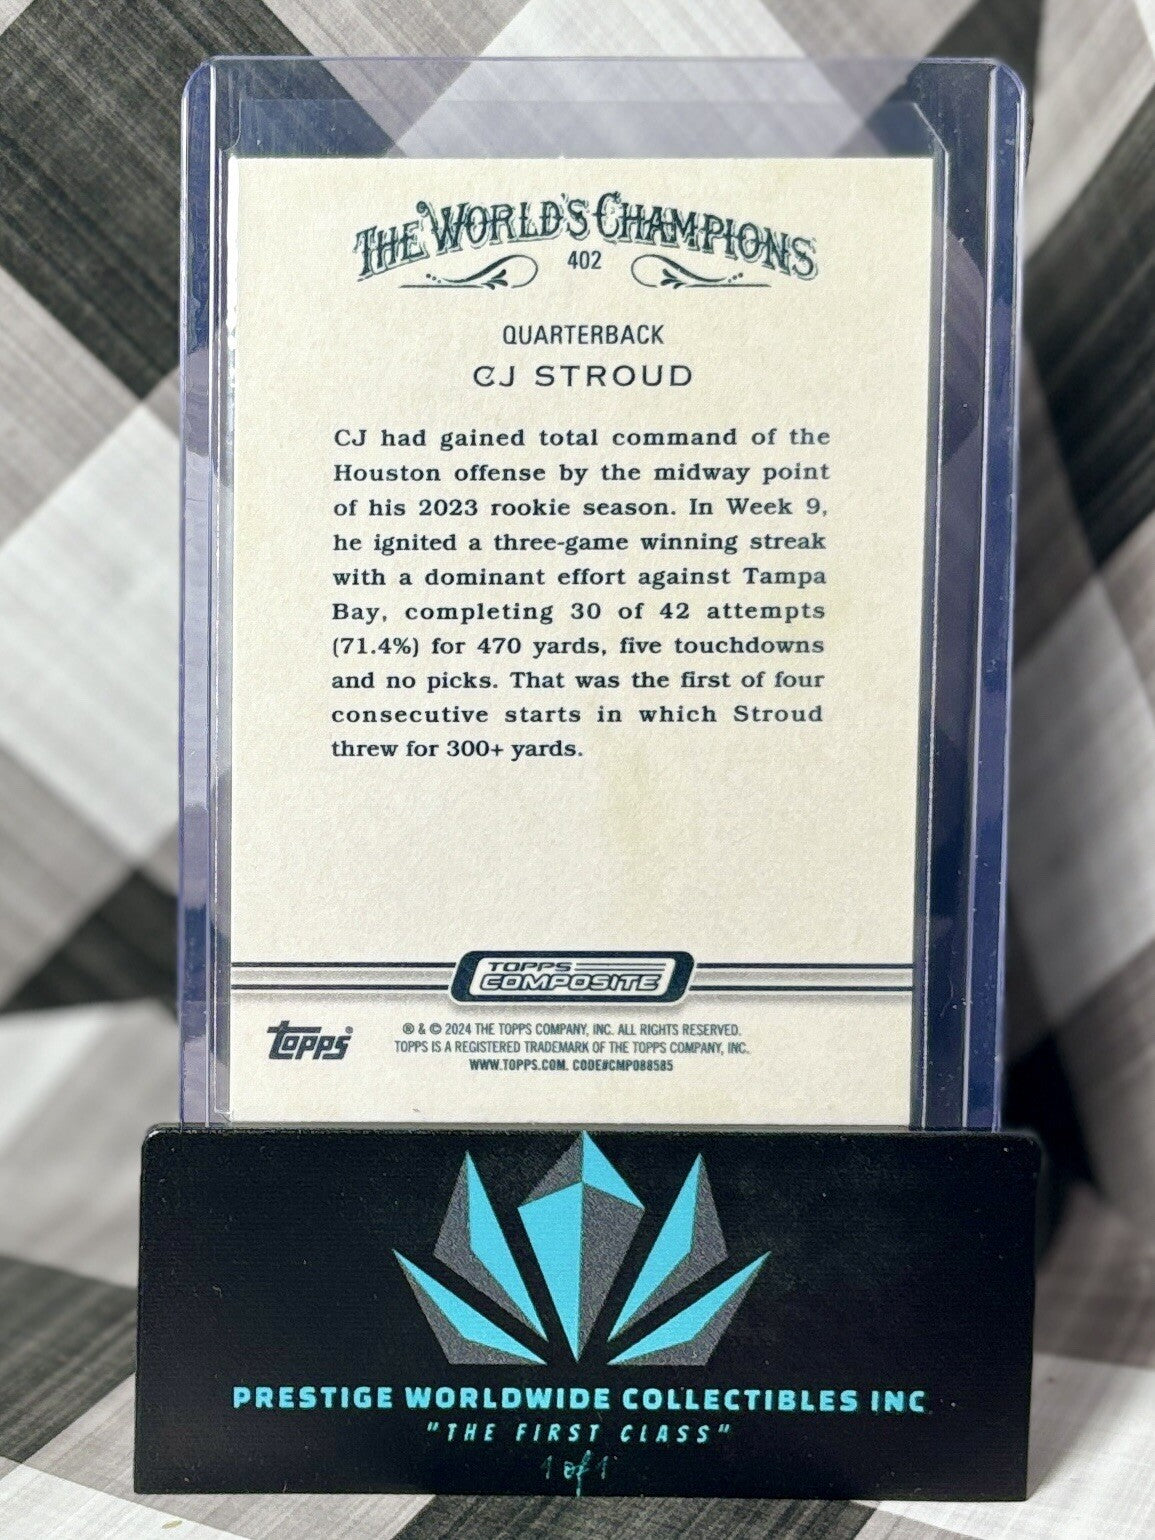 THE WORLD'S CHAMPIONS
402
QUARTERBACK
CJ STROUD
CJ had gained total command of the
Houston offense by the midway point
of his 2023 rookie season. In Week 9,
he ignited a three-game winning streak
with a dominant effort against Tampa
Bay, completing 30 of 42 attempts
(71.4%) for 470 yards, five touchdowns
and no picks. That was the first of four
consecutive starts in which Stroud
threw for 300+ yards.
TOPPS
COMPOSITE
topps®
® & © 2024 THE TOPPS COMPANY, INC. ALL RIGHTS RESERVED.
TOPPS IS A REGISTERED TRADEMARK OF THE TOPPS COMPANY, INC.
WWW.TOPPS.COM. CODE#CMP088585
PRESTIGE WORLDWIDE COLLECTIBLES INC
"THE FIRST CLASS"
1 of 1